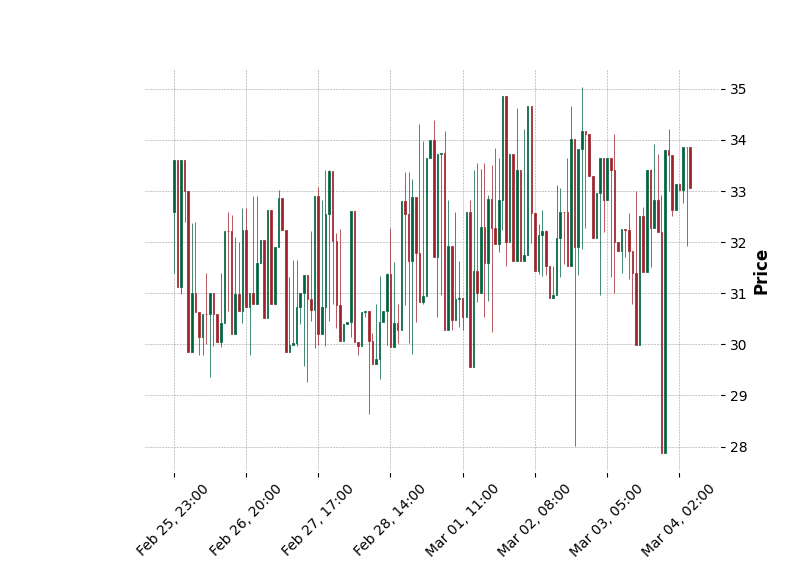 35
34
33
32
31
30
29
28
Price
Feb 25, 23:00
Feb 26, 20:00
Feb 27, 17:00
Feb 28, 14:00
Mar 01, 11:00
Mar 02, 08:00
Mar 03, 05:00
Mar 04, 02:00